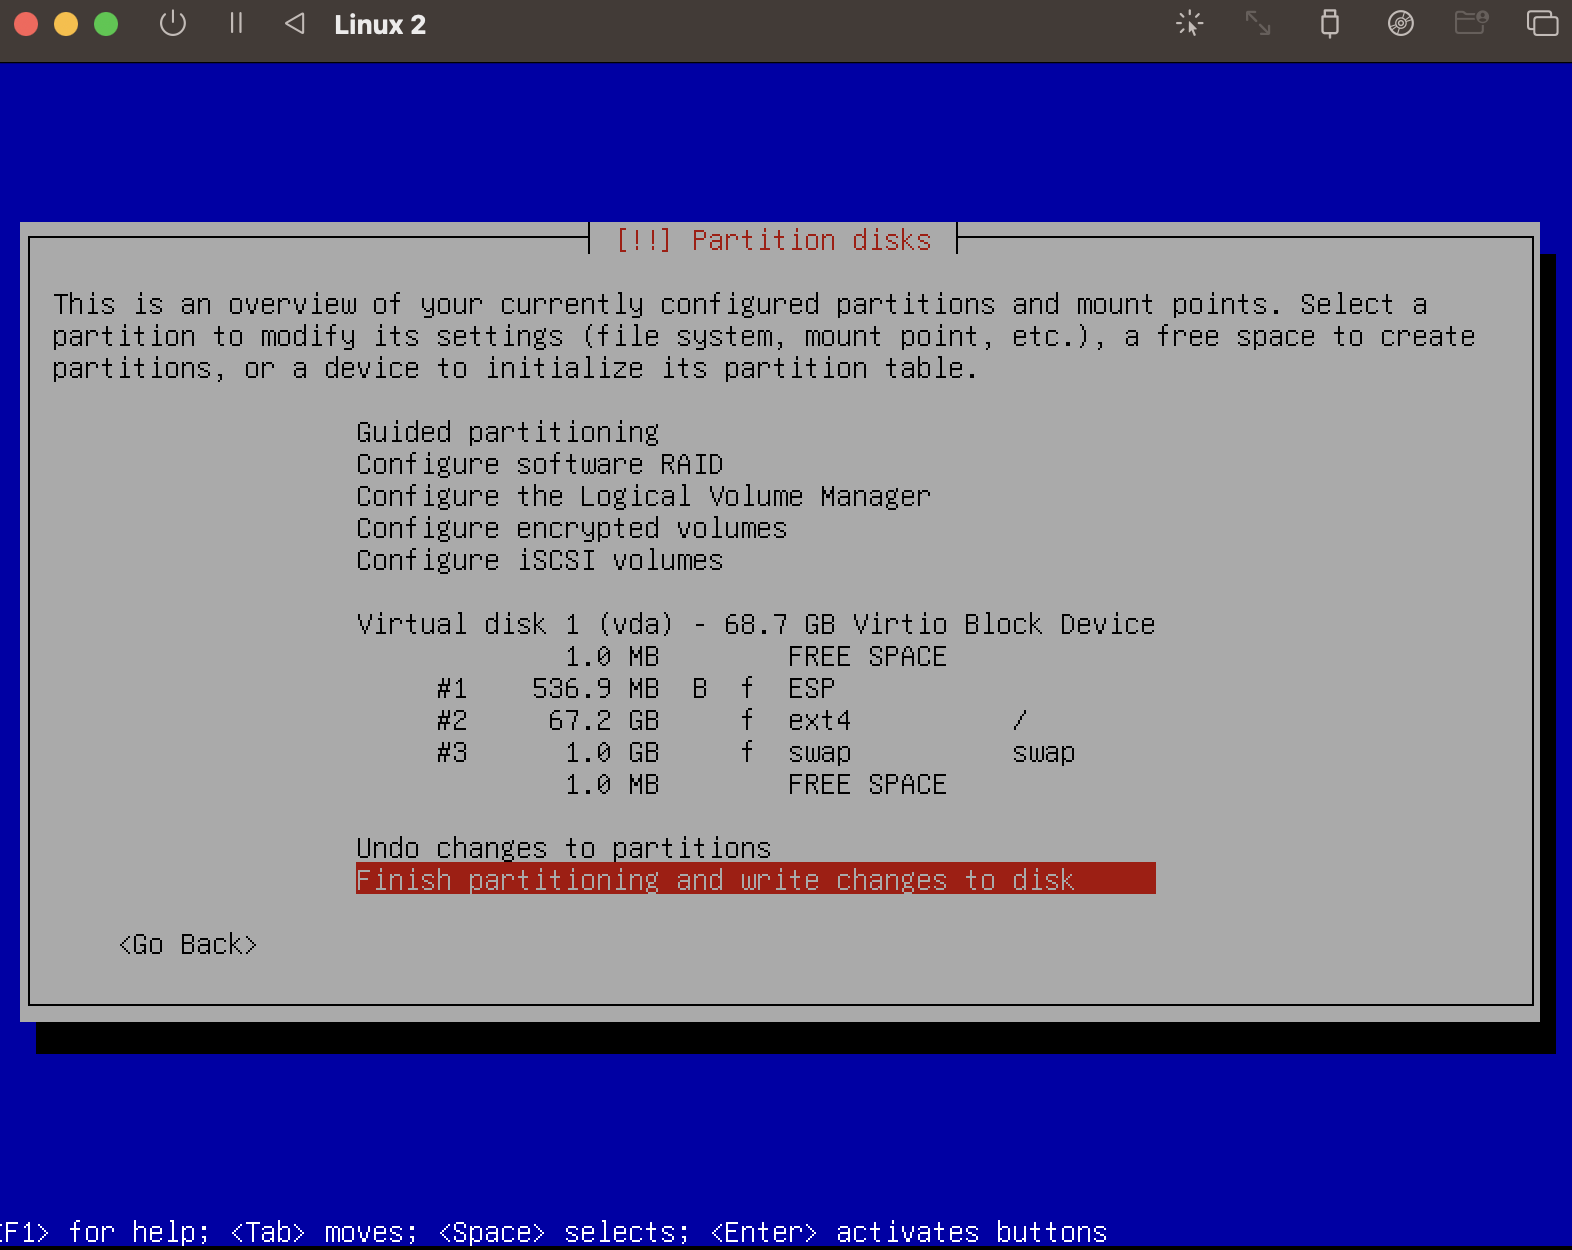 Linux 2
[!!] Partition disks
This is an overview of your currently configured partitions and mount points. Select a
partition to modify its settings (file system, mount point, etc.), a free space to create
partitions, or a device to initialize its partition table.
Guided partitioning
Configure software RAID
Configure the Logical Volume Manager
Configure encrypted volumes
Configure iSCSI volumes
Virtual disk 1 (vda) - 68.7 GB Virtio Block Device
1.0 MB FREE SPACE
#1 536.9 MB B f ESP
#2 67.2 GB f ext4 /
#3 1.0 GB f swap swap
1.0 MB FREE SPACE
Undo changes to partitions
Finish partitioning and write changes to disk
<Go Back>
F1> for help; <Tab> moves; <Space> selects; <Enter> activates buttons